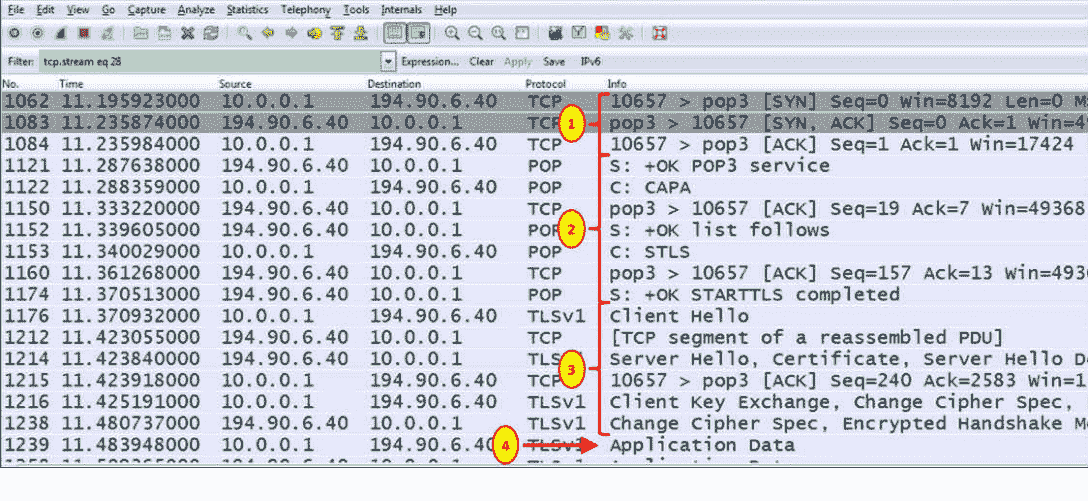 File Edit View Go Capture Analyze Statistics Telephony Tools Internals Help
Filter: tcp.stream eq 28 Expression... Clear Apply Save IPv6
No. Time Source Destination Protocol Info
1062 11.195923000 10.0.0.1 194.90.6.40 TCP 10657 > pop3 [SYN] Seq=0 Win=8192 Len=0 M
1083 11.235874000 194.90.6.40 10.0.0.1 TCP 1 pop3 > 10657 [SYN, ACK] Seq=0 Ack=1 Win=4
1084 11.235984000 10.0.0.1 194.90.6.40 TCP 10657 > pop3 [ACK] Seq=1 Ack=1 Win=17424
1121 11.287638000 194.90.6.40 10.0.0.1 POP S: +OK POP3 service
1122 11.288359000 10.0.0.1 194.90.6.40 POP C: CAPA
1150 11.333220000 194.90.6.40 10.0.0.1 TCP pop3 > 10657 [ACK] Seq=19 Ack=7 Win=49368
1152 11.339605000 194.90.6.40 10.0.0.1 POP 2 S: +OK list follows
1153 11.340029000 10.0.0.1 194.90.6.40 POP C: STLS
1160 11.361268000 194.90.6.40 10.0.0.1 TCP pop3 > 10657 [ACK] Seq=157 Ack=13 Win=493
1174 11.370513000 194.90.6.40 10.0.0.1 POP S: +OK STARTTLS completed
1176 11.370932000 10.0.0.1 194.90.6.40 TLSv1 Client Hello
1212 11.423055000 194.90.6.40 10.0.0.1 TCP [TCP segment of a reassembled PDU]
1214 11.423840000 194.90.6.40 10.0.0.1 TLS 3 Server Hello, Certificate, Server Hello D
1215 11.423918000 10.0.0.1 194.90.6.40 TCP 10657 > pop3 [ACK] Seq=240 Ack=2583 Win=1
1216 11.425191000 10.0.0.1 194.90.6.40 TLSv1 Client Key Exchange, Change Cipher Spec,
1238 11.480737000 194.90.6.40 10.0.0.1 TLSv1 Change Cipher Spec, Encrypted Handshake M
1239 11.483948000 10.0.0.1 194.90.6.40 4 TLSv1 Application Data